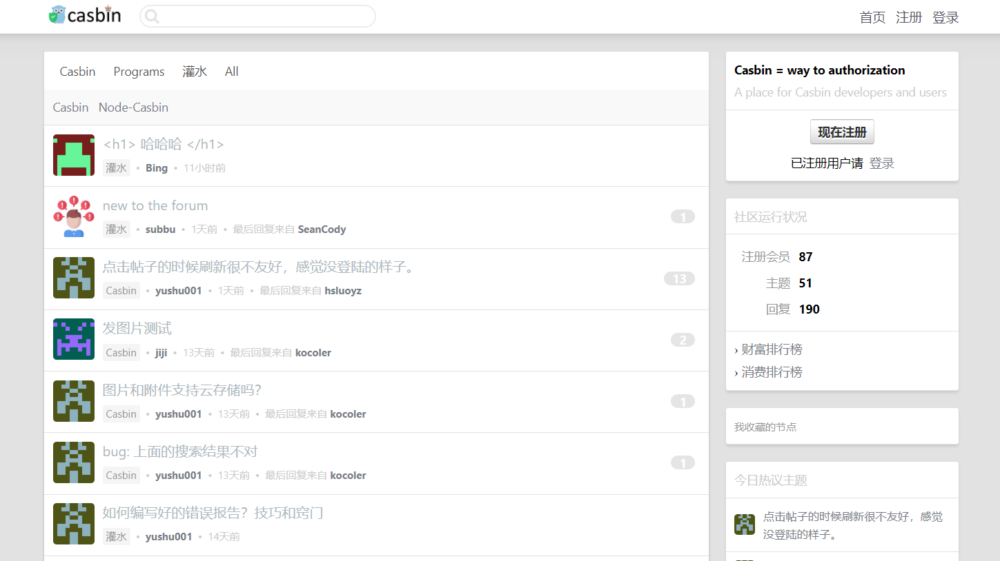 casbin
首页 注册 登录
Casbin Programs 灌水 All
Casbin Node-Casbin
<h1> 哈哈哈 </h1>
灌水 • Bing • 11小时前
new to the forum
灌水 • subbu • 1天前 • 最后回复来自 SeanCody
1
点击帖子的时候刷新很不友好，感觉没登陆的样子。
Casbin • yushu001 • 1天前 • 最后回复来自 hsluoyz
13
发图片测试
Casbin • jiji • 13天前 • 最后回复来自 kocoler
2
图片和附件支持云存储吗？
Casbin • yushu001 • 13天前 • 最后回复来自 kocoler
1
bug: 上面的搜索结果不对
Casbin • yushu001 • 13天前 • 最后回复来自 kocoler
1
如何编写好的错误报告？技巧和窍门
灌水 • yushu001 • 14天前
Casbin = way to authorization
A place for Casbin developers and users
现在注册
已注册用户请 登录
社区运行状况
注册会员 87
主题 51
回复 190
› 财富排行榜
› 消费排行榜
我收藏的节点
今日热议主题
点击帖子的时候刷新很不友好，感觉
没登陆的样子。